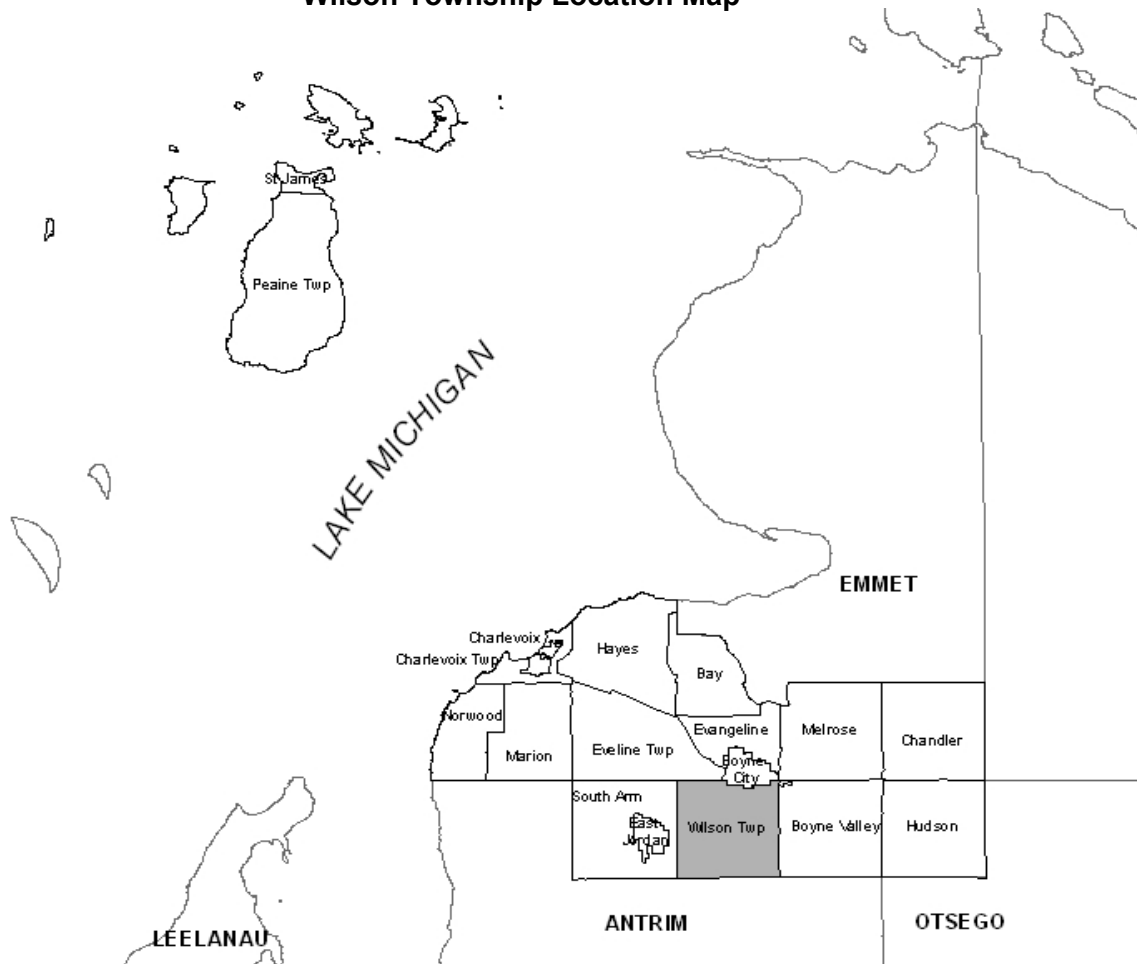 Wilson Township Location Map
St James
Peaine Twp
LAKE MICHIGAN
EMMET
Charlevoix
Charlevoix Twp
Hayes
Bay
Norwood
Marion
Eveline Twp
Evangeline
Boyne
City
Melrose
Chandler
South Arm
East
Jordan
Wilson Twp
Boyne Valley
Hudson
LEELANAU
ANTRIM
OTSEGO